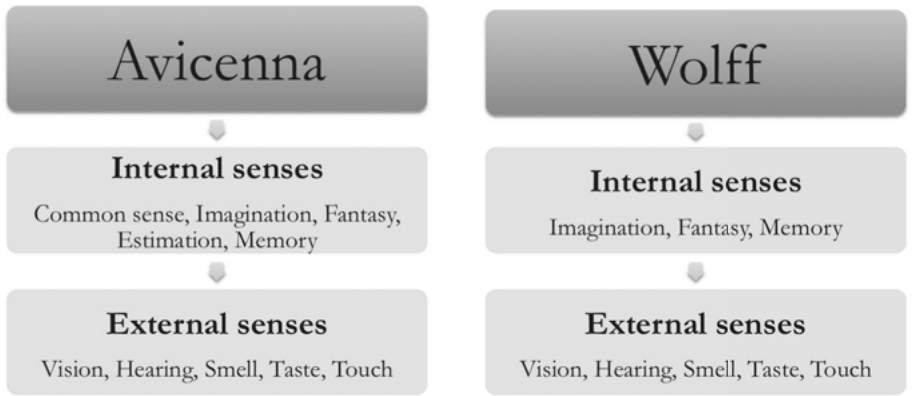 Avicenna
Internal senses
Common sense, Imagination, Fantasy,
Estimation, Memory
External senses
Vision, Hearing, Smell, Taste, Touch
Wolff
Internal senses
Imagination, Fantasy, Memory
External senses
Vision, Hearing, Smell, Taste, Touch